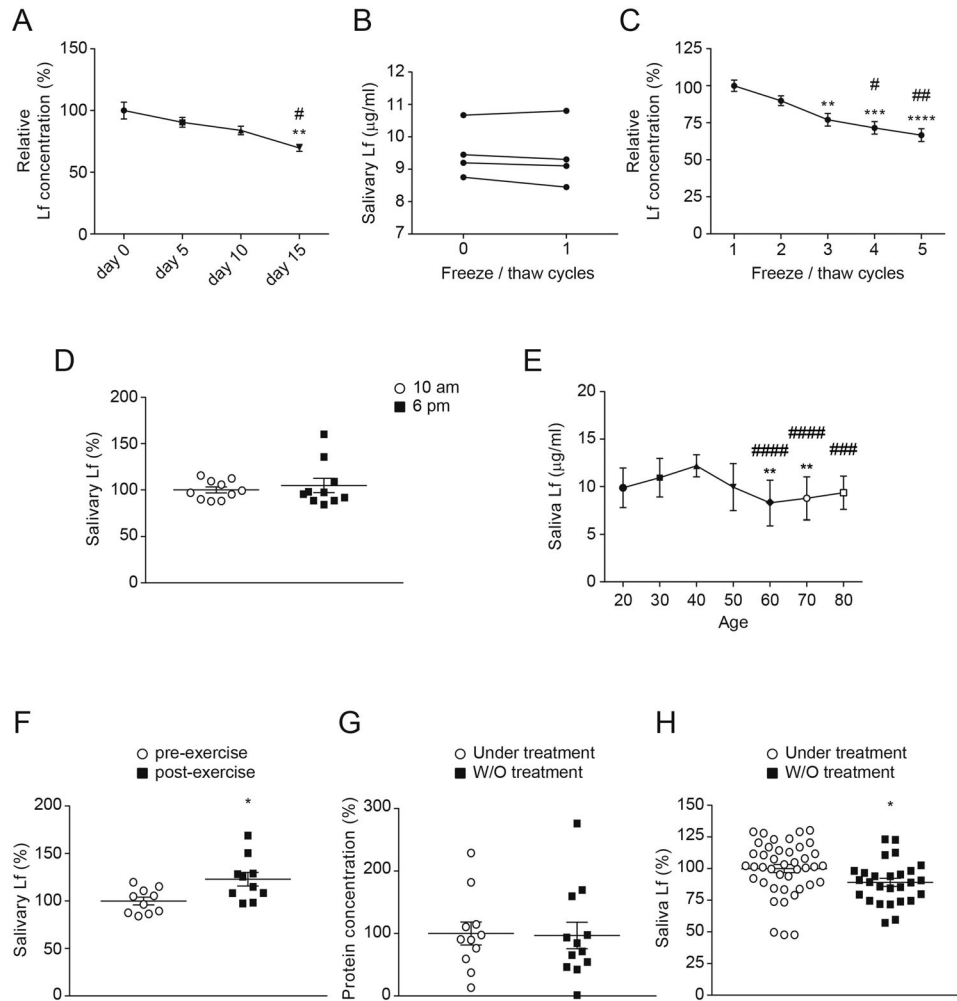 A
Relative
Lf concentration (%)
150
100
50
0
#
**
day 0
day 5
day 10
day 15
B
Salivary Lf (µg/ml)
12
11
10
9
8
7
0
1
Freeze / thaw cycles
C
Relative
Lf concentration (%)
125
100
75
50
25
0
**
#
***
##
****
1
2
3
4
5
Freeze / thaw cycles
D
10 am
6 pm
Salivary Lf (%)
200
150
100
50
0
E
Saliva Lf (µg/ml)
20
15
10
5
0
####
**
####
**
###
20
30
40
50
60
70
80
Age
F
pre-exercise
post-exercise
*
Salivary Lf (%)
200
150
100
50
0
G
Under treatment
W/O treatment
Protein concentration (%)
300
200
100
0
H
Under treatment
W/O treatment
*
Saliva Lf (%)
150
125
100
75
50
25
0